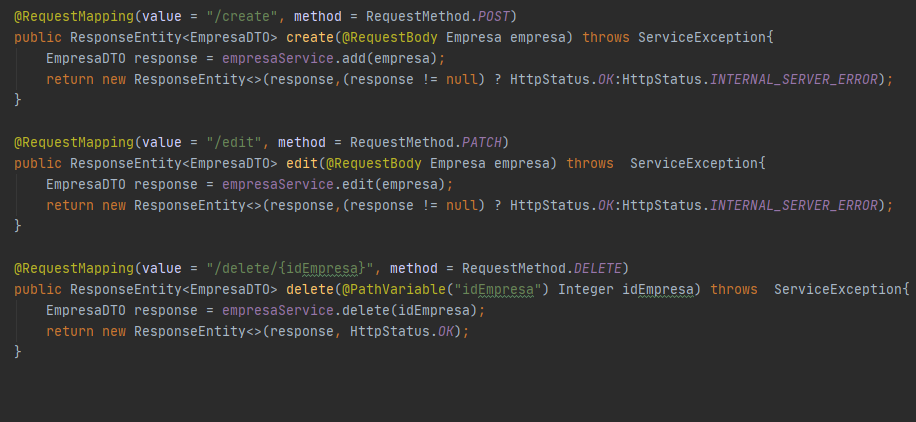 @RequestMapping(value = "/create", method = RequestMethod.POST)
public ResponseEntity<EmpresaDTO> create(@RequestBody Empresa empresa) throws ServiceException{
    EmpresaDTO response = empresaService.add(empresa);
    return new ResponseEntity<>(response,(response != null) ? HttpStatus.OK:HttpStatus.INTERNAL_SERVER_ERROR);
}

@RequestMapping(value = "/edit", method = RequestMethod.PATCH)
public ResponseEntity<EmpresaDTO> edit(@RequestBody Empresa empresa) throws  ServiceException{
    EmpresaDTO response = empresaService.edit(empresa);
    return new ResponseEntity<>(response,(response != null) ? HttpStatus.OK:HttpStatus.INTERNAL_SERVER_ERROR);
}

@RequestMapping(value = "/delete/{idEmpresa}", method = RequestMethod.DELETE)
public ResponseEntity<EmpresaDTO> delete(@PathVariable("idEmpresa") Integer idEmpresa) throws  ServiceException{
    EmpresaDTO response = empresaService.delete(idEmpresa);
    return new ResponseEntity<>(response, HttpStatus.OK);
}